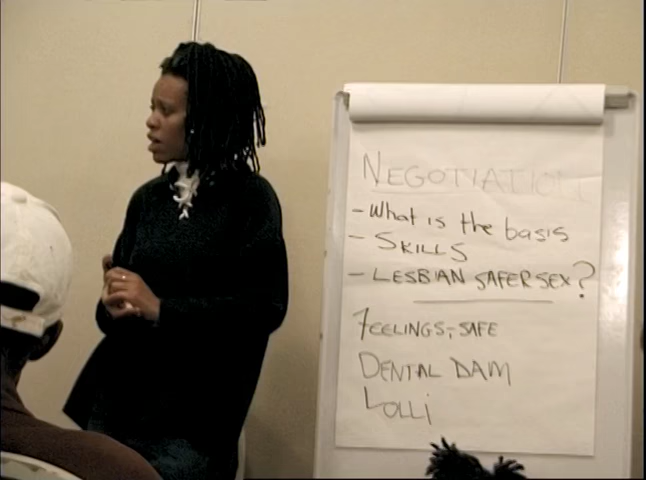 NEGOTIATION
- What is the basis
- SKILLS
- LESBIAN SAFER SEX?
FEELINGS - SAFE
DENTAL DAM
LOLLi